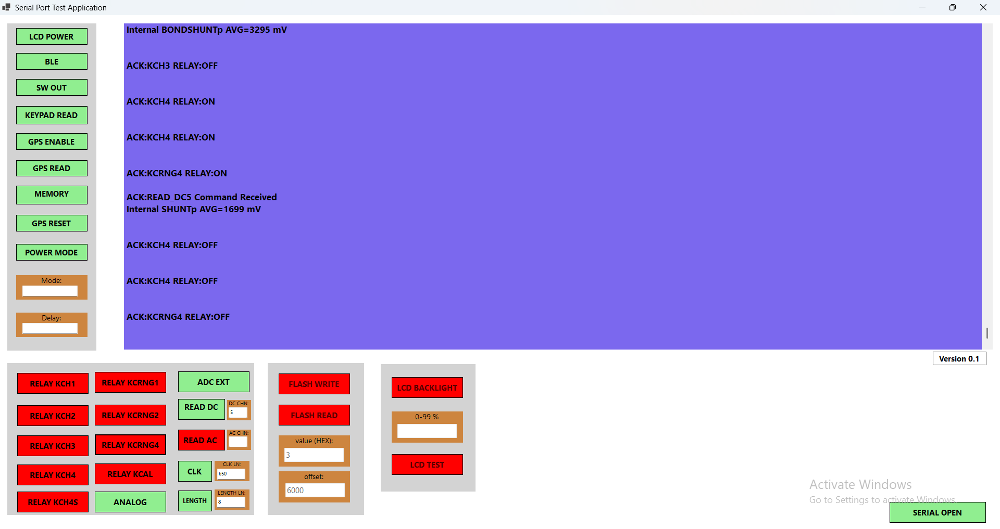 Serial Port Test Application
LCD POWER
BLE
SW OUT
KEYPAD READ
GPS ENABLE
GPS READ
MEMORY
GPS RESET
POWER MODE
Mode:
Delay:
Internal BONDSHUNTp AVG=3295 mV
ACK:KCH3 RELAY:OFF
ACK:KCH4 RELAY:ON
ACK:KCH4 RELAY:ON
ACK:KCRNG4 RELAY:ON
ACK:READ_DC5 Command Received
Internal SHUNTp AVG=1699 mV
ACK:KCH4 RELAY:OFF
ACK:KCH4 RELAY:OFF
ACK:KCRNG4 RELAY:OFF
Version 0.1
RELAY KCH1
RELAY KCH2
RELAY KCH3
RELAY KCH4
RELAY KCH4S
RELAY KCRNG1
RELAY KCRNG2
RELAY KCRNG4
RELAY KCAL
ANALOG
ADC EXT
READ DC
DC CHN:
5
READ AC
AC CHN:
CLK
CLK LN:
650
LENGTH
LENGTH LN:
8
FLASH WRITE
FLASH READ
value (HEX):
3
offset:
6000
LCD BACKLIGHT
0-99 %
LCD TEST
Activate Windows
Go to Settings to activate Windows.
SERIAL OPEN